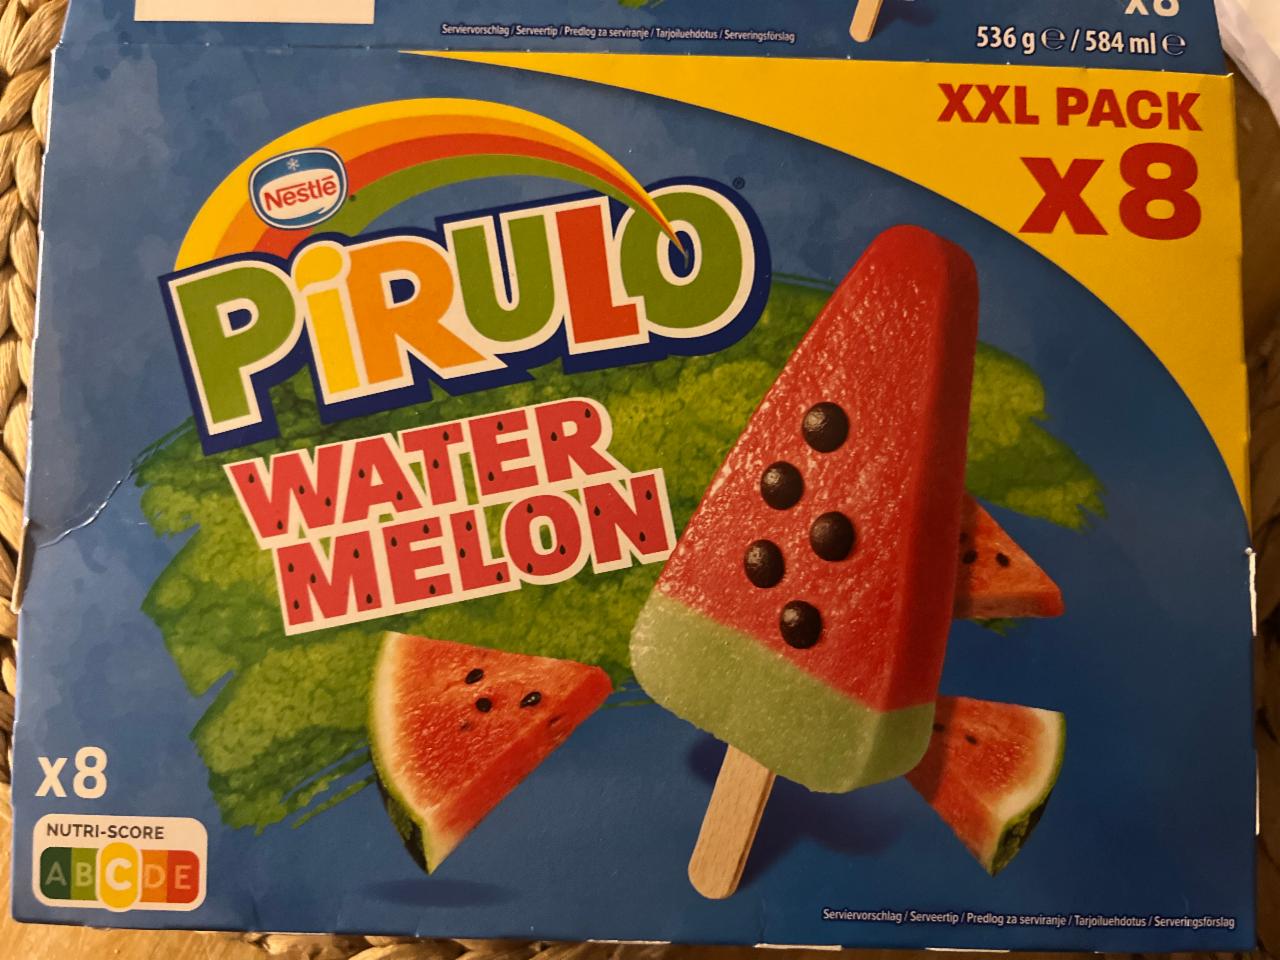 x8
Serviervorschlag / Serveertip / Predlog za serviranje / Tarjoiluehdotus / Serveringsförslag
536 g ℮ / 584 ml ℮
XXL PACK
x8
Nestlé
PiRULO®
WATER
MELON
x8
NUTRI-SCORE
A B C D E
Serviervorschlag / Serveertip / Predlog za serviranje / Tarjoiluehdotus / Serveringsförslag